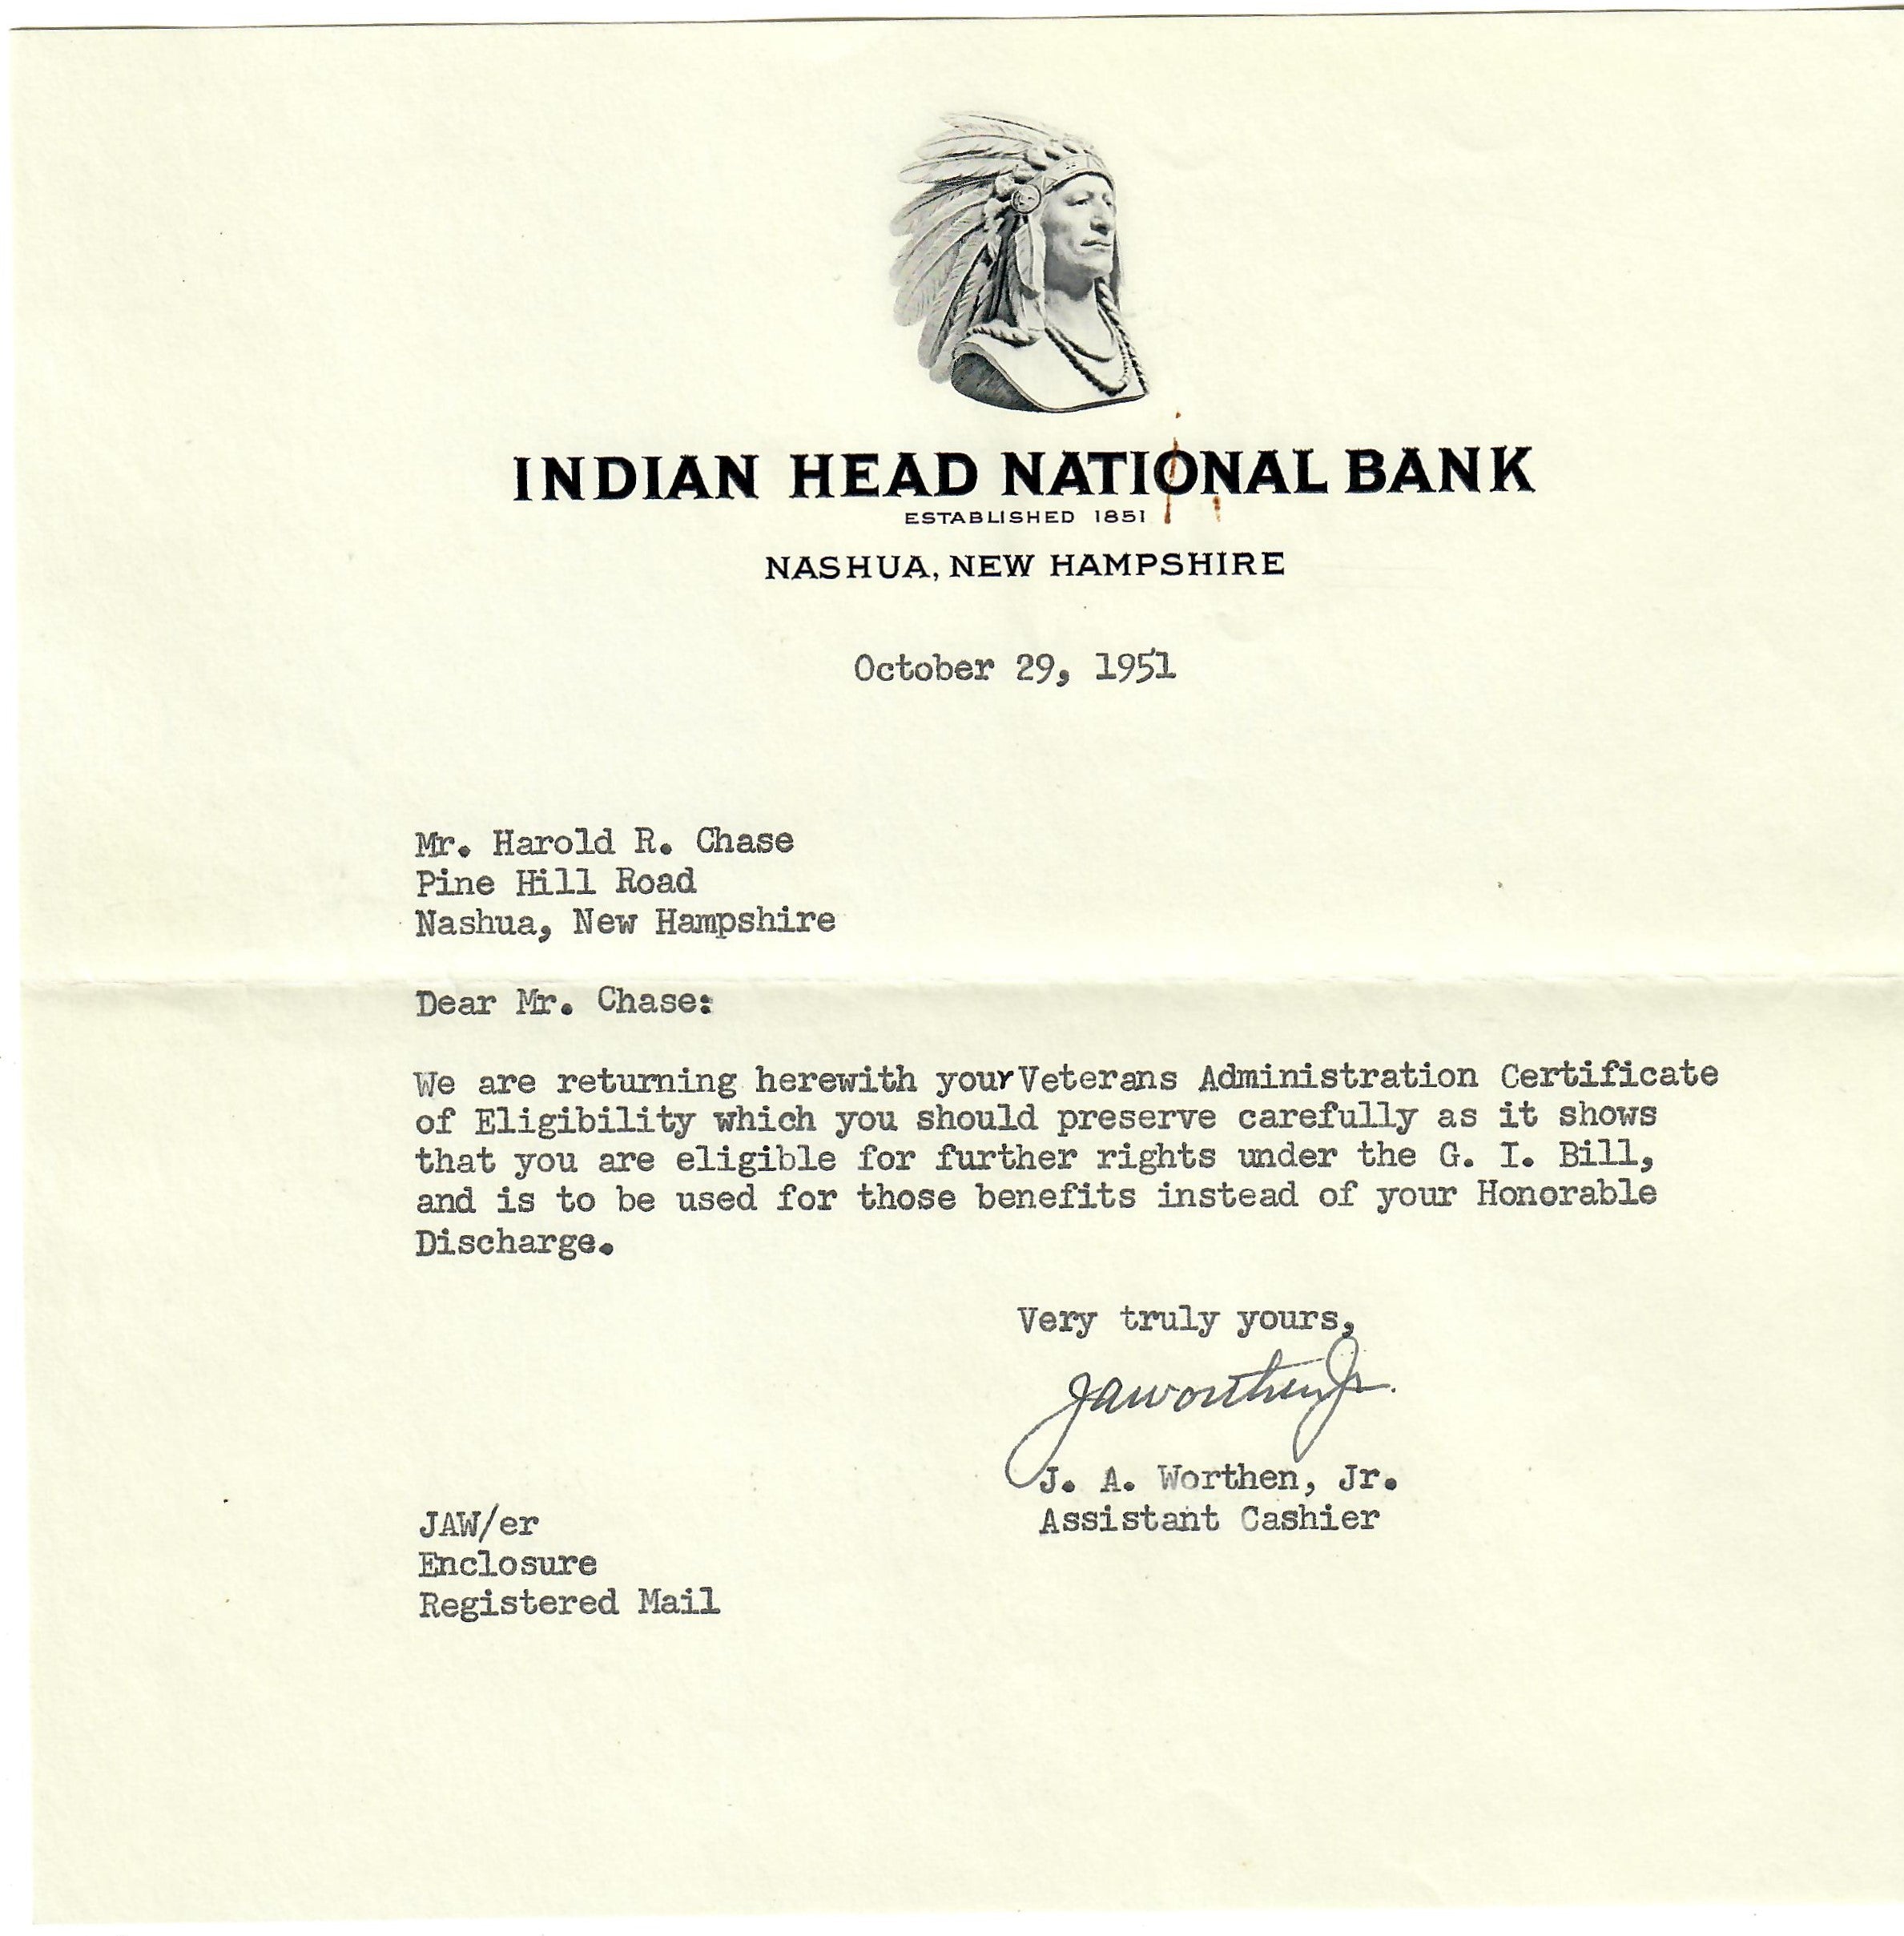 INDIAN HEAD NATIONAL BANK
ESTABLISHED 1851
NASHUA, NEW HAMPSHIRE
October 29, 1951
Mr. Harold R. Chase
Pine Hill Road
Nashua, New Hampshire
Dear Mr. Chase:
We are returning herewith your Veterans Administration Certificate
of Eligibility which you should preserve carefully as it shows
that you are eligible for further rights under the G. I. Bill,
and is to be used for those benefits instead of your Honorable
Discharge.
Very truly yours,
JAWorthen Jr.
J. A. Worthen, Jr.
Assistant Cashier
JAW/er
Enclosure
Registered Mail